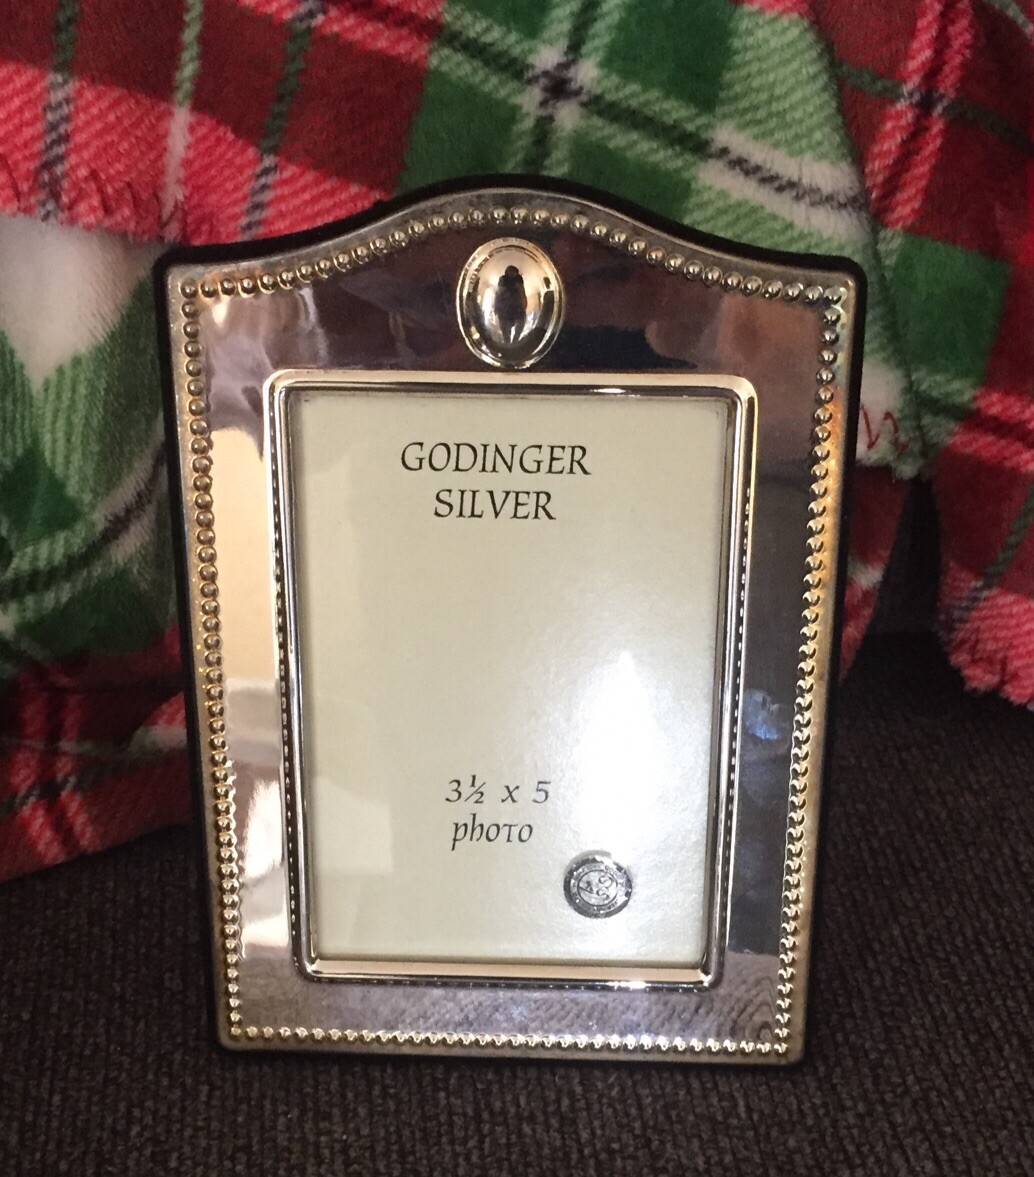 GODINGER
SILVER
3½ x 5
photo